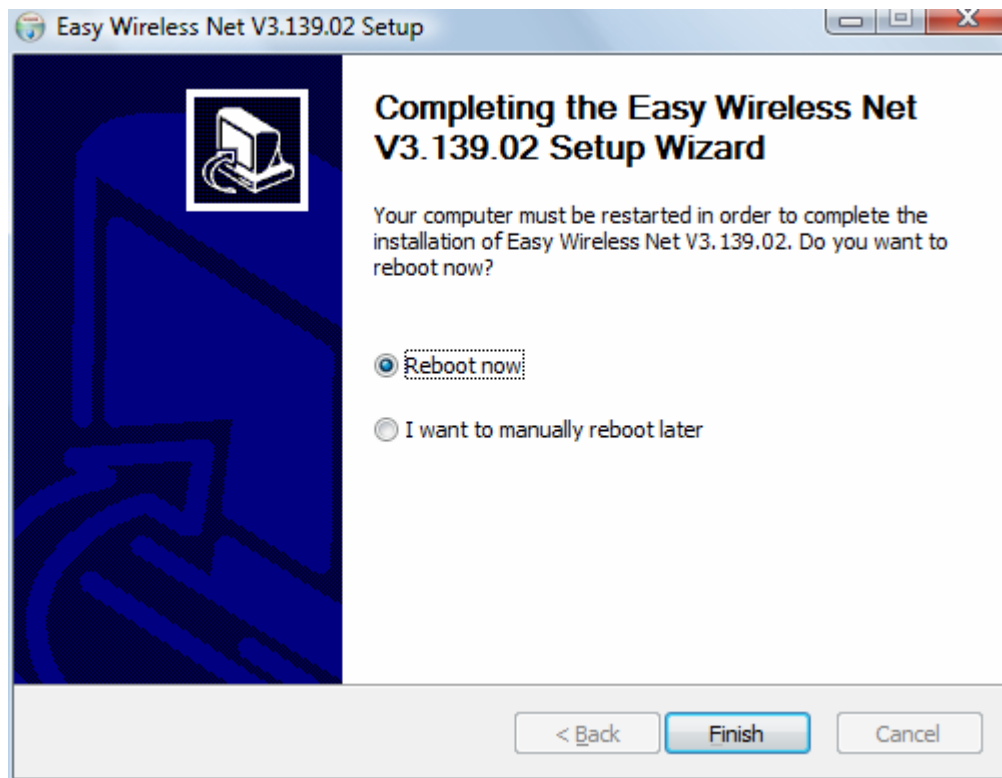 Easy Wireless Net V3.139.02 Setup
Completing the Easy Wireless Net
V3.139.02 Setup Wizard
Your computer must be restarted in order to complete the
installation of Easy Wireless Net V3.139.02. Do you want to
reboot now?
Reboot now
I want to manually reboot later
< Back
Finish
Cancel